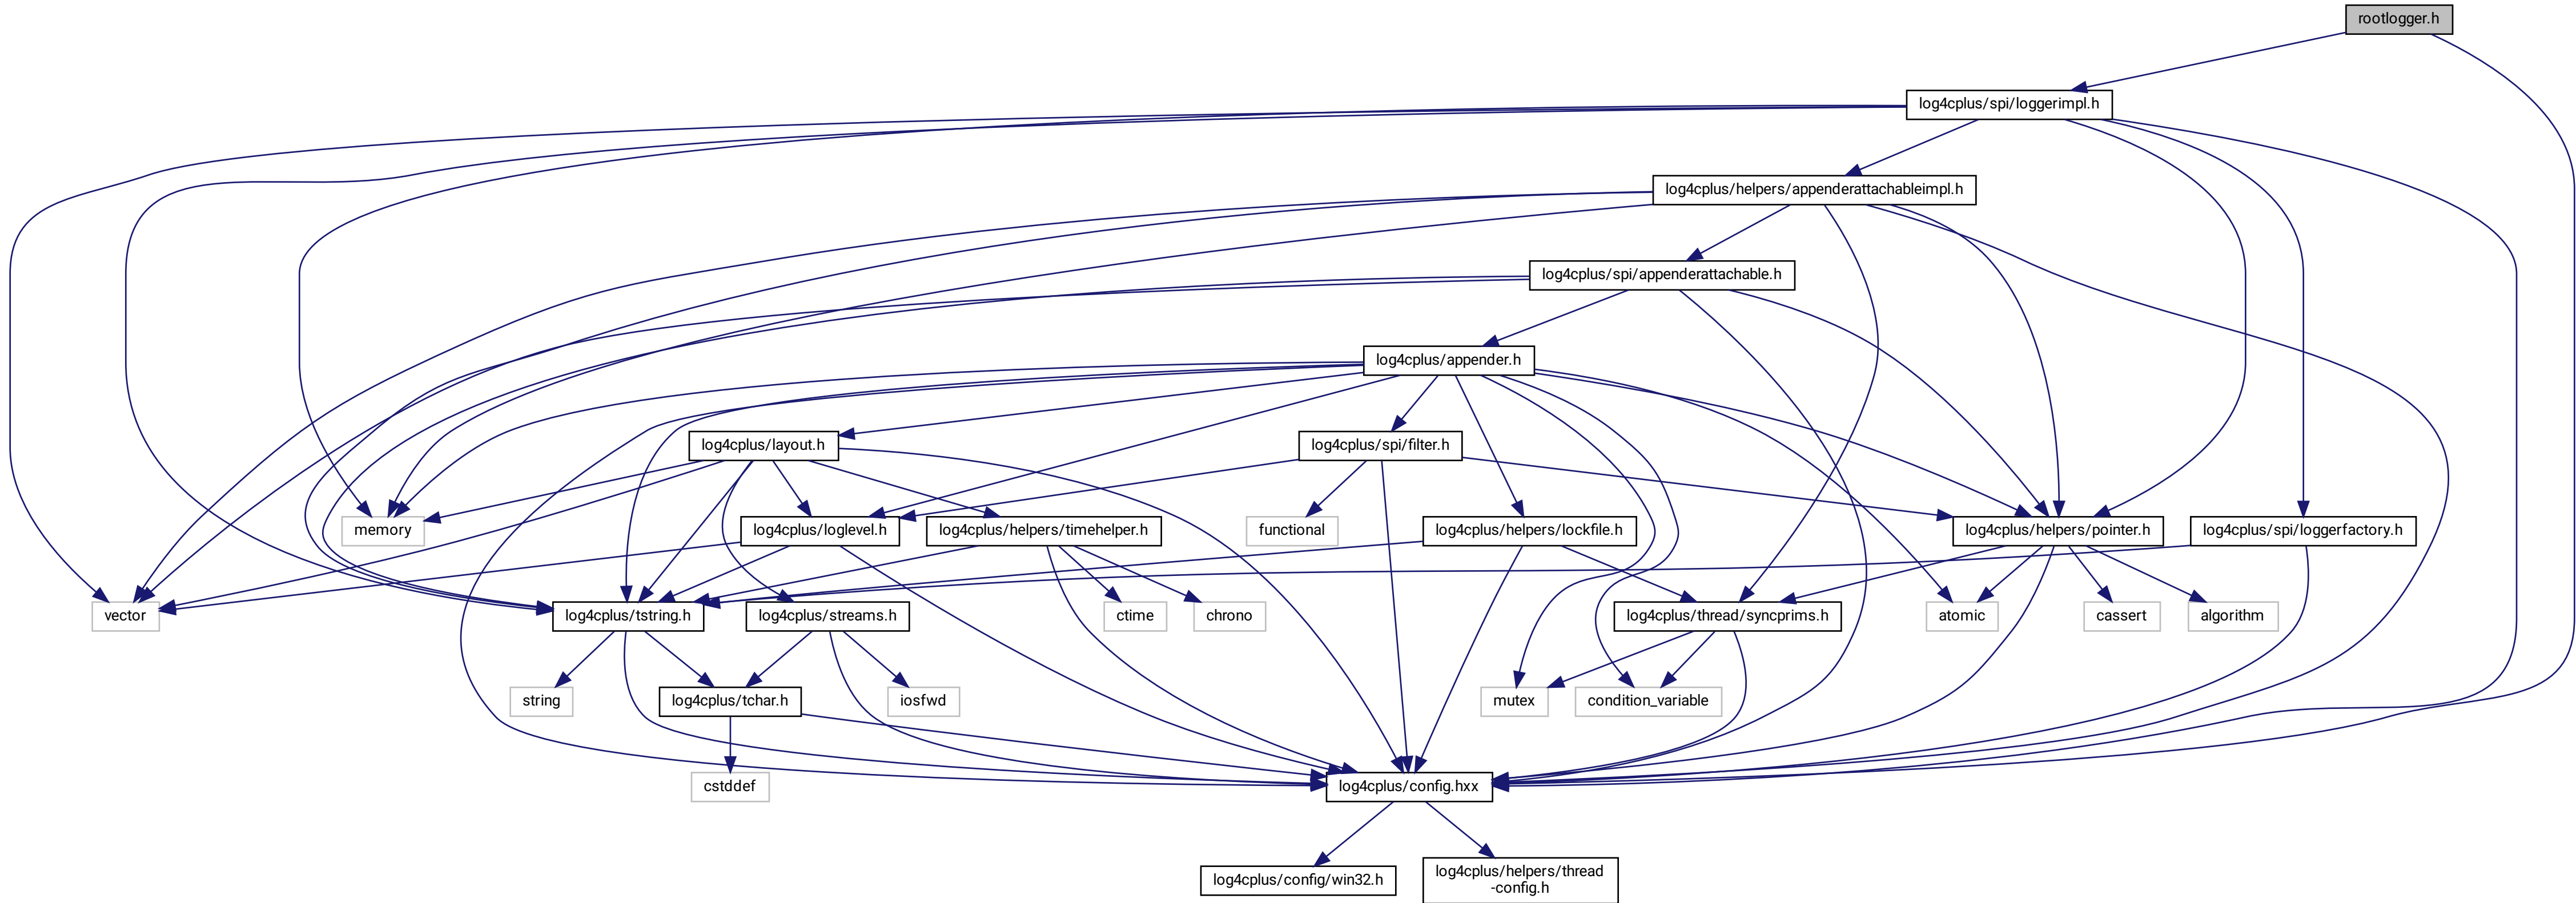 rootlogger.h
log4cplus/spi/loggerimpl.h
log4cplus/helpers/appenderattachableimpl.h
log4cplus/spi/appenderattachable.h
log4cplus/appender.h
log4cplus/layout.h
log4cplus/spi/filter.h
memory
log4cplus/loglevel.h
log4cplus/helpers/timehelper.h
functional
log4cplus/helpers/lockfile.h
log4cplus/helpers/pointer.h
log4cplus/spi/loggerfactory.h
vector
log4cplus/tstring.h
log4cplus/streams.h
ctime
chrono
log4cplus/thread/syncprims.h
atomic
cassert
algorithm
string
log4cplus/tchar.h
iosfwd
mutex
condition_variable
cstddef
log4cplus/config.hxx
log4cplus/config/win32.h
log4cplus/helpers/thread
-config.h